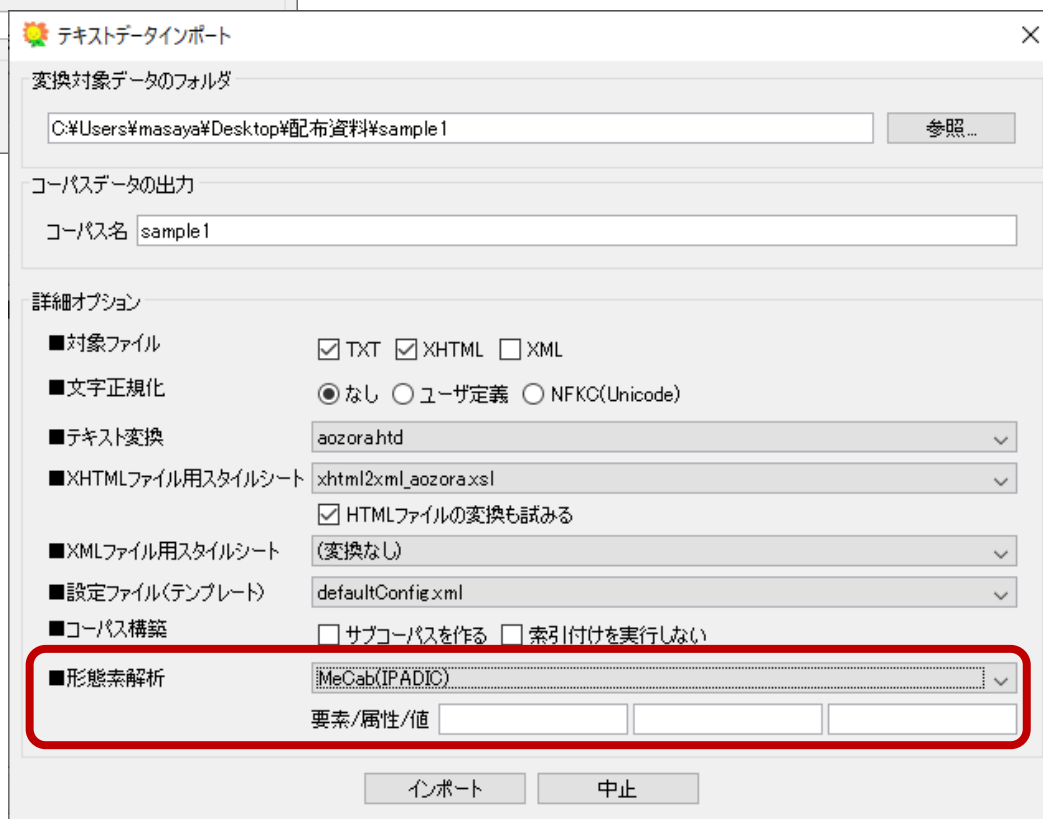 テキストデータインポート
変換対象データのフォルダ
C:¥Users¥masaya¥Desktop¥配布資料¥sample1 参照...
コーパスデータの出力
コーパス名 sample1
詳細オプション
■対象ファイル TXT XHTML XML
■文字正規化 なし ユーザ定義 NFKC(Unicode)
■テキスト変換 aozora.htd
■XHTMLファイル用スタイルシート xhtml2xml_aozora.xsl
HTMLファイルの変換も試みる
■XMLファイル用スタイルシート (変換なし)
■設定ファイル(テンプレート) defaultConfig.xml
■コーパス構築 サブコーパスを作る 索引付けを実行しない
■形態素解析 MeCab(IPADIC)
要素/属性/値
インポート 中止